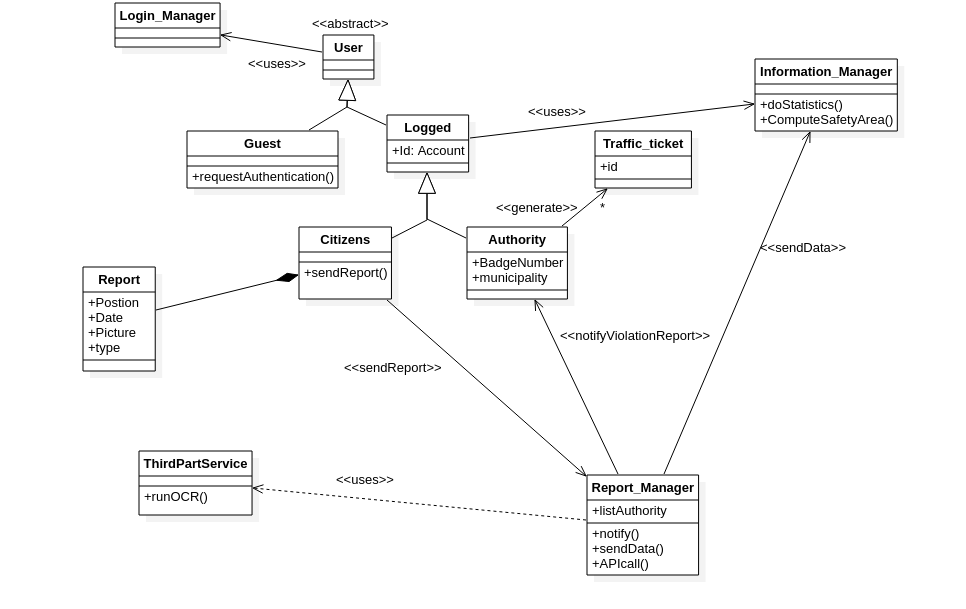 Login_Manager
<<abstract>>
User
<<uses>>
Information_Manager
+doStatistics()
+ComputeSafetyArea()
<<uses>>
Logged
+Id: Account
Guest
+requestAuthentication()
Traffic_ticket
+id
<<generate>>
*
Citizens
+sendReport()
Authority
+BadgeNumber
+municipality
<<sendData>>
Report
+Postion
+Date
+Picture
+type
<<notifyViolationReport>>
<<sendReport>>
ThirdPartService
+runOCR()
<<uses>>
Report_Manager
+listAuthority
+notify()
+sendData()
+APIcall()